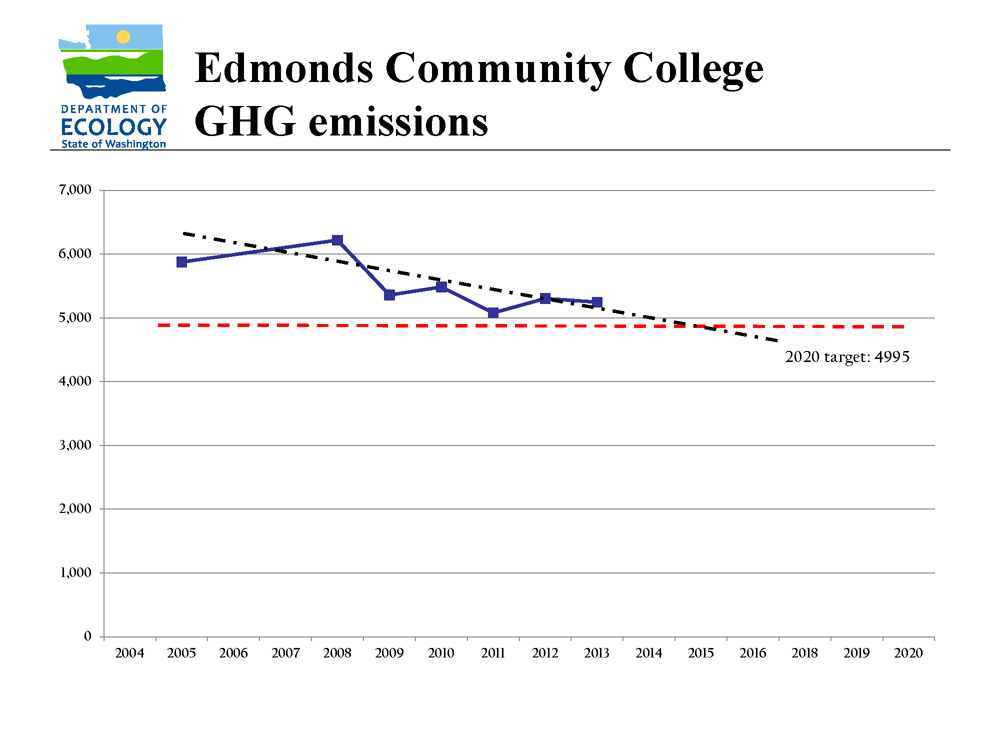 DEPARTMENT OF
ECOLOGY
State of Washington
Edmonds Community College
GHG emissions
7,000
6,000
5,000
4,000
3,000
2,000
1,000
0
2020 target: 4995
2004 2005 2006 2007 2008 2009 2010 2011 2012 2013 2014 2015 2016 2018 2019 2020